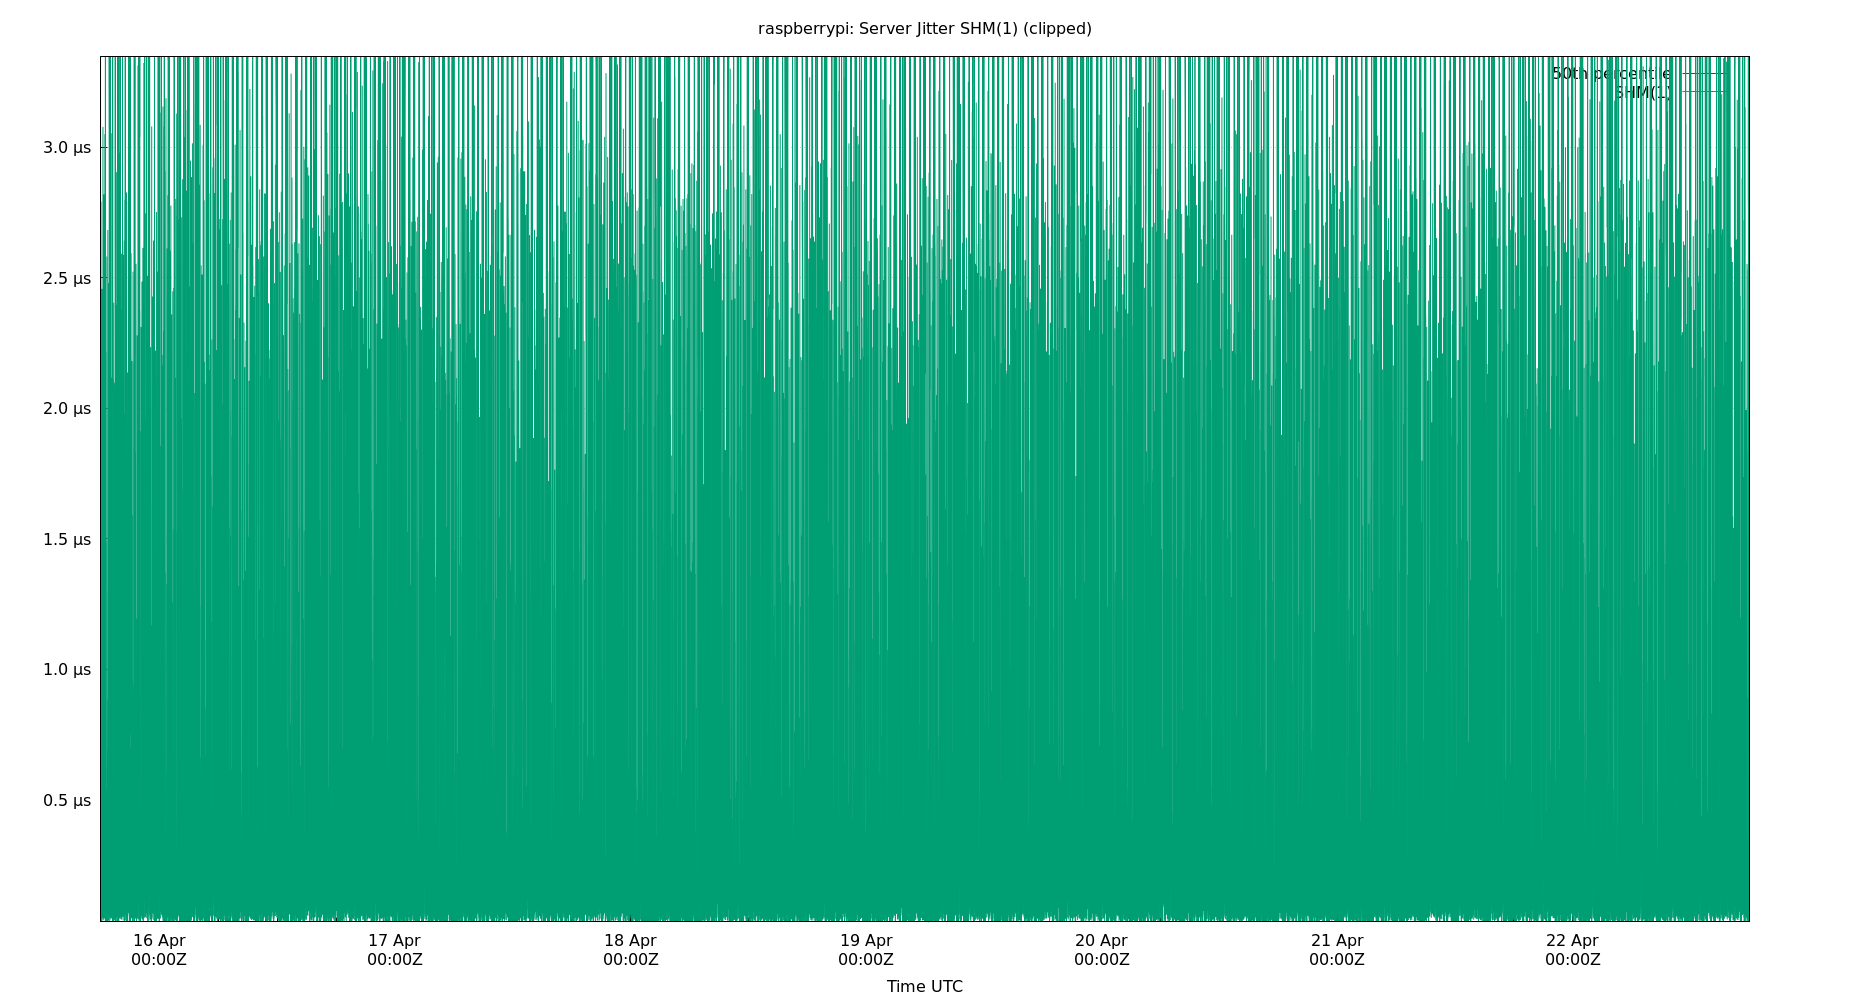 raspberrypi: Server Jitter SHM(1) (clipped)
50th percentile
SHM(1)
3.0 µs
2.5 µs
2.0 µs
1.5 µs
1.0 µs
0.5 µs
16 Apr 17 Apr 18 Apr 19 Apr 20 Apr 21 Apr 22 Apr
00:00Z 00:00Z 00:00Z 00:00Z 00:00Z 00:00Z 00:00Z
Time UTC